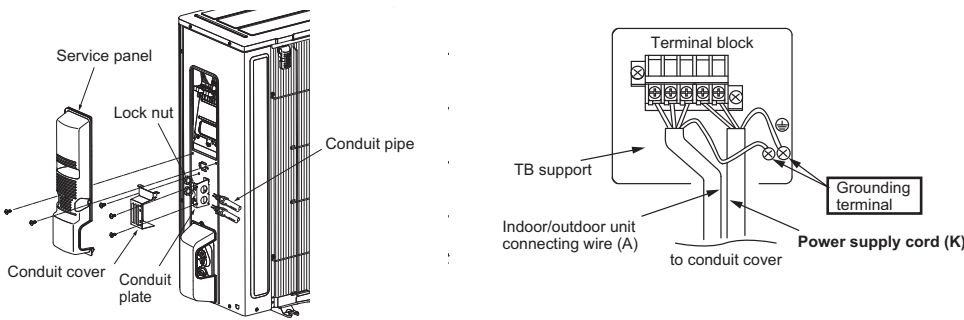 Service panel
Lock nut
Conduit pipe
Conduit cover
Conduit
plate
Terminal block
TB support
Grounding
terminal
Indoor/outdoor unit
connecting wire (A)
Power supply cord (K)
to conduit cover